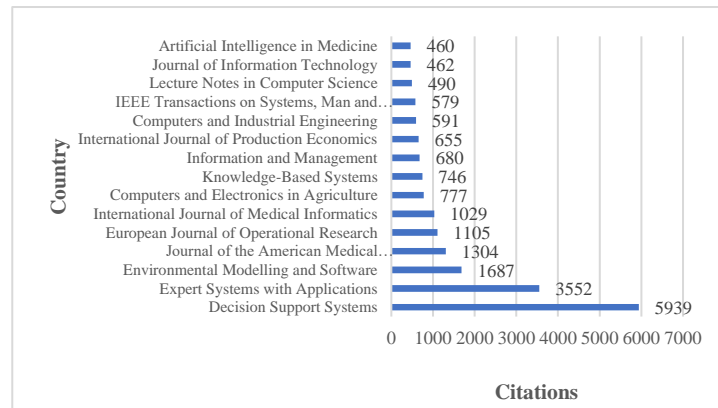 Country
Artificial Intelligence in Medicine 460
Journal of Information Technology 462
Lecture Notes in Computer Science 490
IEEE Transactions on Systems, Man and… 579
Computers and Industrial Engineering 591
International Journal of Production Economics 655
Information and Management 680
Knowledge-Based Systems 746
Computers and Electronics in Agriculture 777
International Journal of Medical Informatics 1029
European Journal of Operational Research 1105
Journal of the American Medical… 1304
Environmental Modelling and Software 1687
Expert Systems with Applications 3552
Decision Support Systems 5939
0 1000 2000 3000 4000 5000 6000 7000
Citations